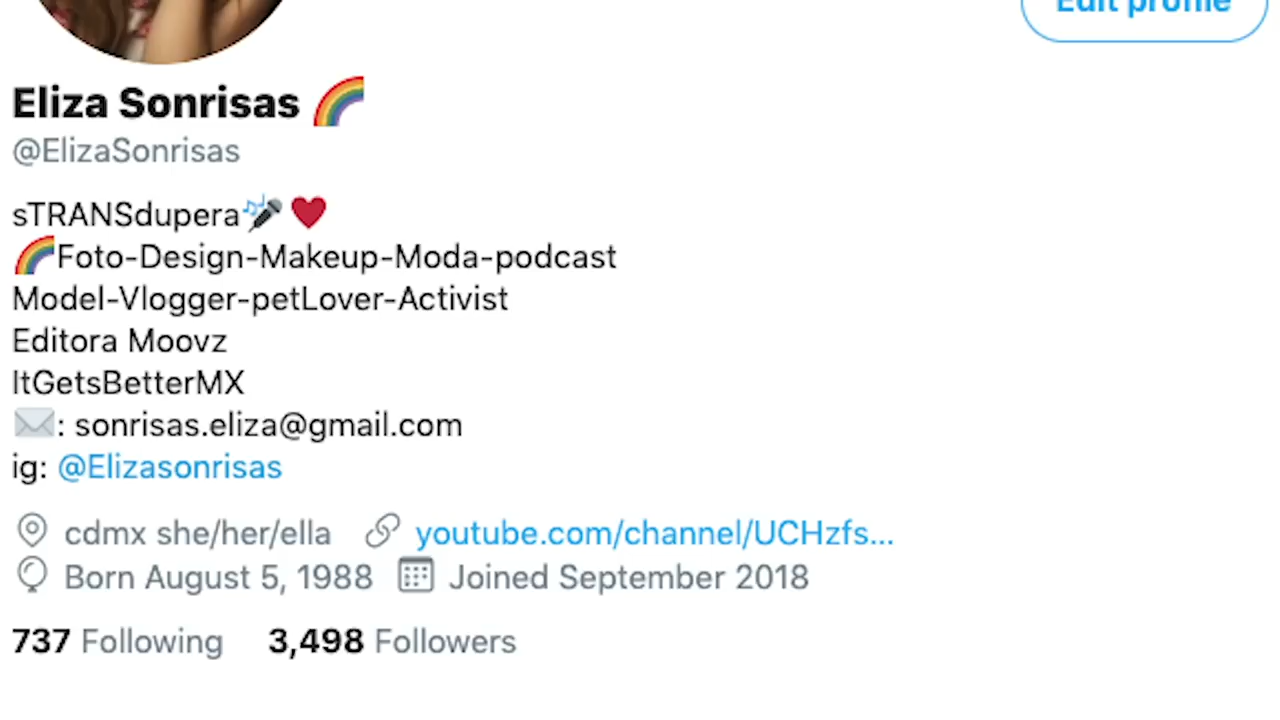 Edit profile
Eliza Sonrisas 🌈
@ElizaSonrisas
sTRANSdupera🎤❤️
🌈Foto-Design-Makeup-Moda-podcast
Model-Vlogger-petLover-Activist
Editora Moovz
ItGetsBetterMX
✉️: sonrisas.eliza@gmail.com
ig: @Elizasonrisas
cdmx she/her/ella youtube.com/channel/UCHzfs...
Born August 5, 1988 Joined September 2018
737 Following 3,498 Followers